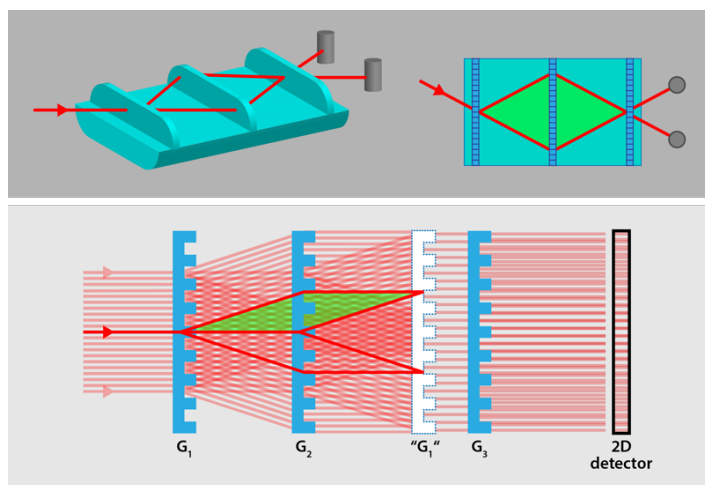 G₁
G₂
“G₁”
G₃
2D
detector